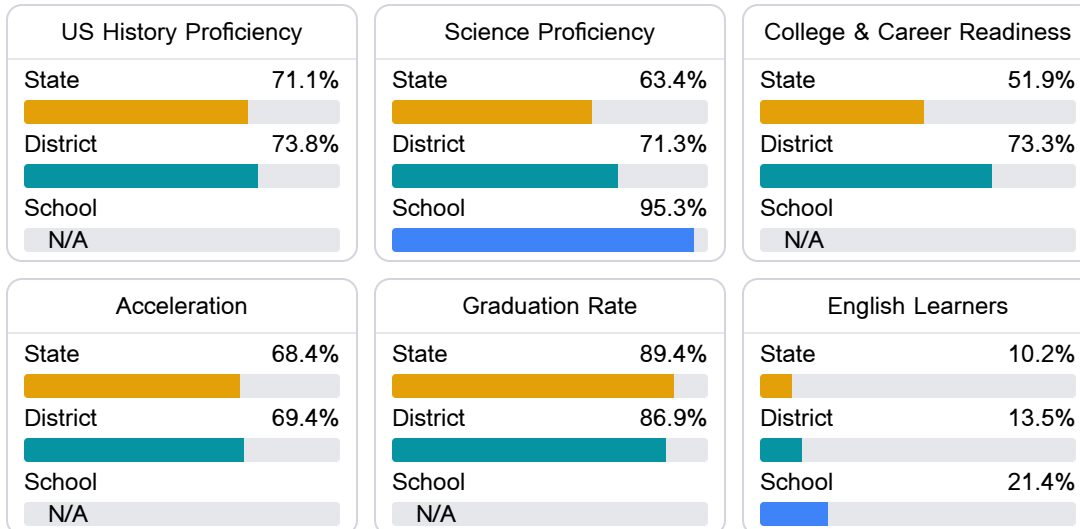 US History Proficiency
State 71.1%
District 73.8%
School
N/A
Science Proficiency
State 63.4%
District 71.3%
School 95.3%
College & Career Readiness
State 51.9%
District 73.3%
School
N/A
Acceleration
State 68.4%
District 69.4%
School
N/A
Graduation Rate
State 89.4%
District 86.9%
School
N/A
English Learners
State 10.2%
District 13.5%
School 21.4%